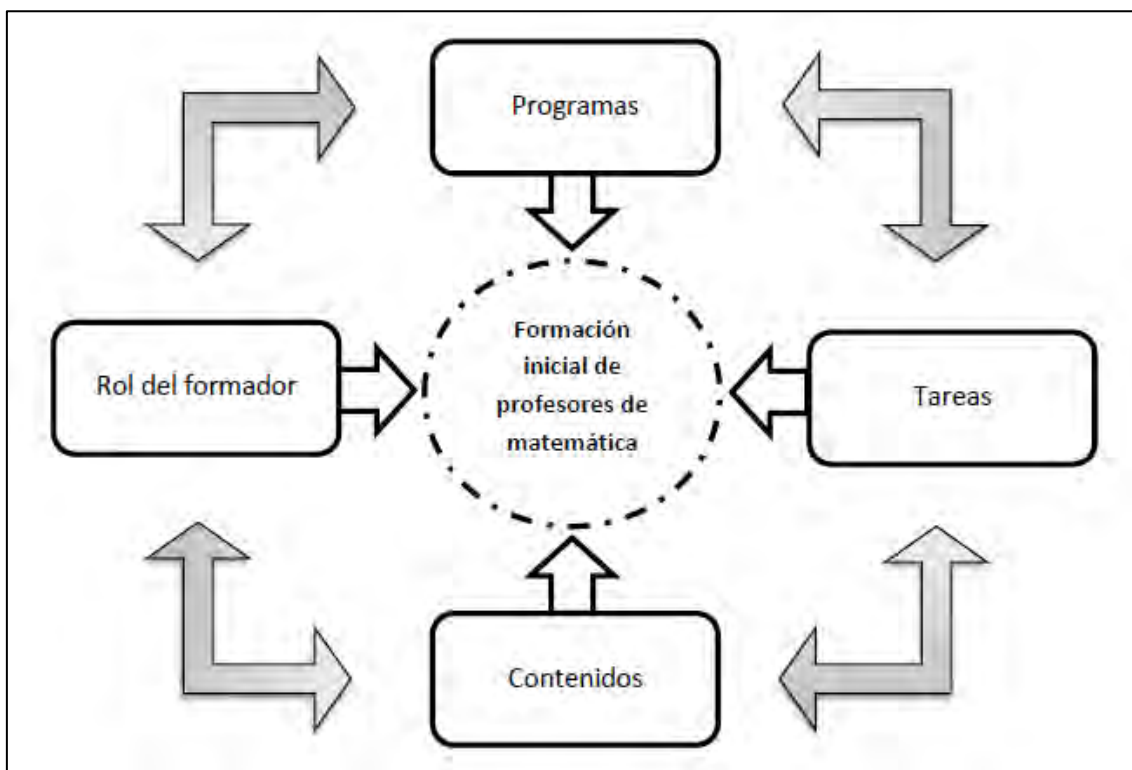 Programas
Formación
inicial de
profesores de
matemática
Rol del formador
Tareas
Contenidos